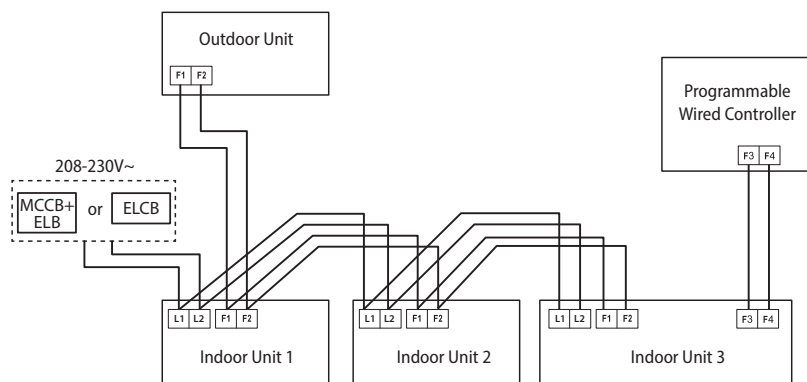 Outdoor Unit
F1 F2
Programmable
Wired Controller
F3 F4
208-230V~
MCCB+
ELB
or
ELCB
L1 L2 F1 F2
Indoor Unit 1
L1 L2 F1 F2
Indoor Unit 2
L1 L2 F1 F2 F3 F4
Indoor Unit 3